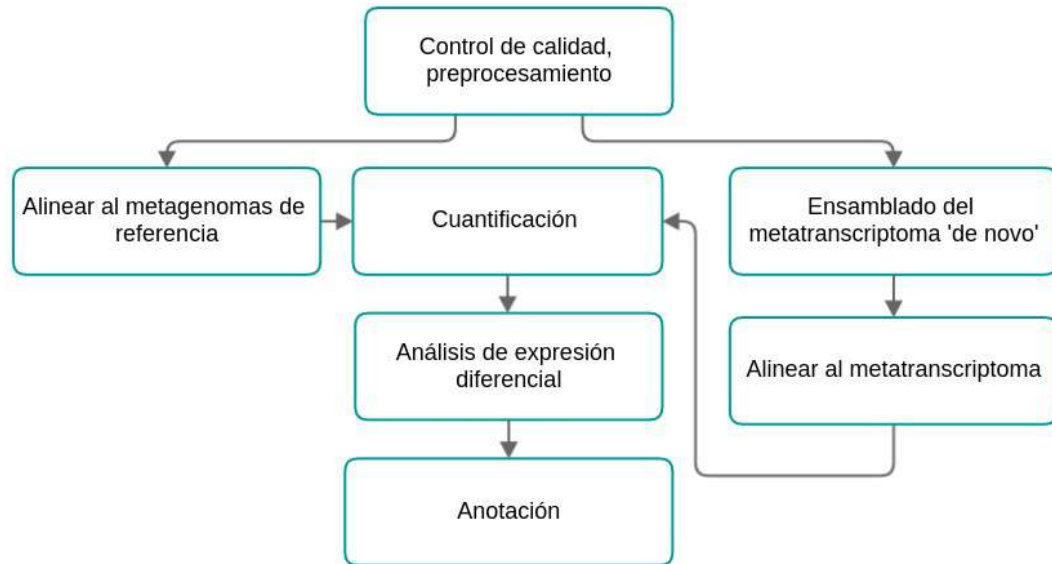 Control de calidad,
preprocesamiento
Alinear al metagenomas de
referencia
Cuantificación
Ensamblado del
metatranscriptoma 'de novo'
Análisis de expresión
diferencial
Alinear al metatranscriptoma
Anotación